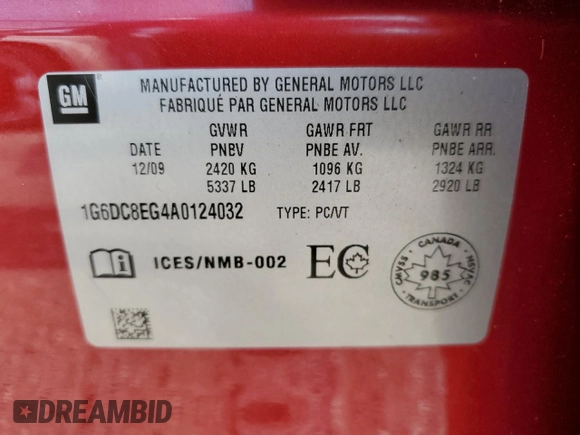 GM
MANUFACTURED BY GENERAL MOTORS LLC
FABRIQUÉ PAR GENERAL MOTORS LLC
GVWR GAWR FRT GAWR RR
DATE PNBV PNBE AV. PNBE ARR.
12/09 2420 KG 1096 KG 1324 KG
5337 LB 2417 LB 2920 LB
1G6DC8EG4A0124032 TYPE: PC/VT
ICES/NMB-002 EC
CANADA
CMVSS 985 NSVAC
TRANSPORT
DREAMBID